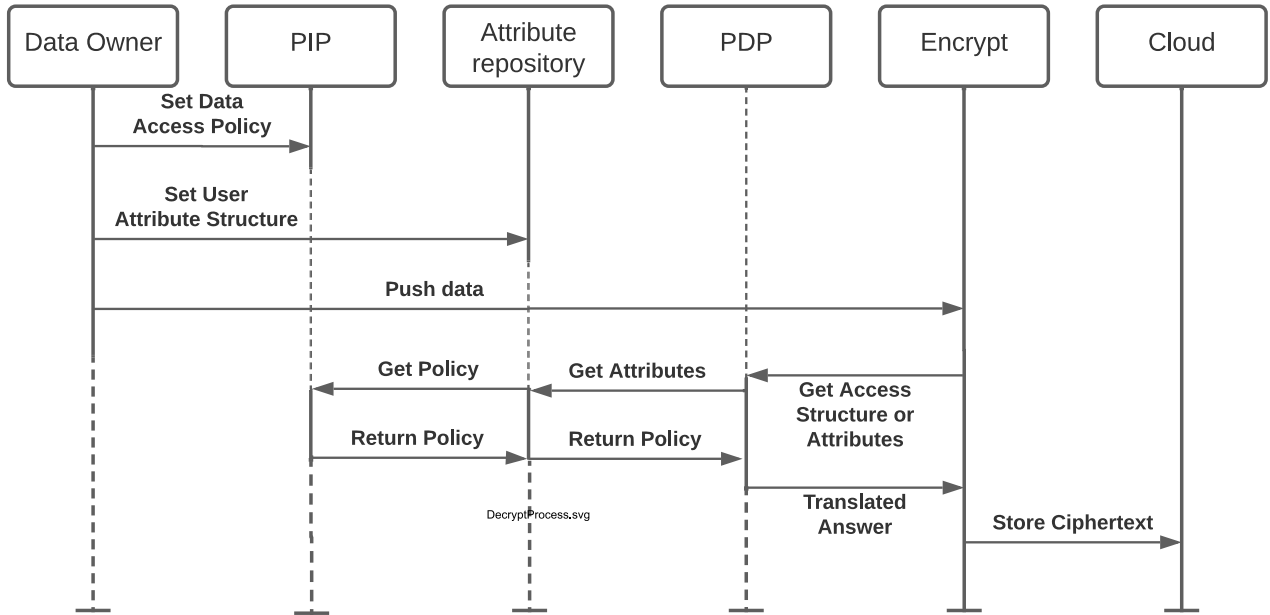 Data Owner
PIP
Attribute
repository
PDP
Encrypt
Cloud
Set Data
Access Policy
Set User
Attribute Structure
Push data
Get Policy
Get Attributes
Get Access
Structure or
Attributes
Return Policy
Return Policy
Translated
Answer
DecryptProcess.svg
Store Ciphertext